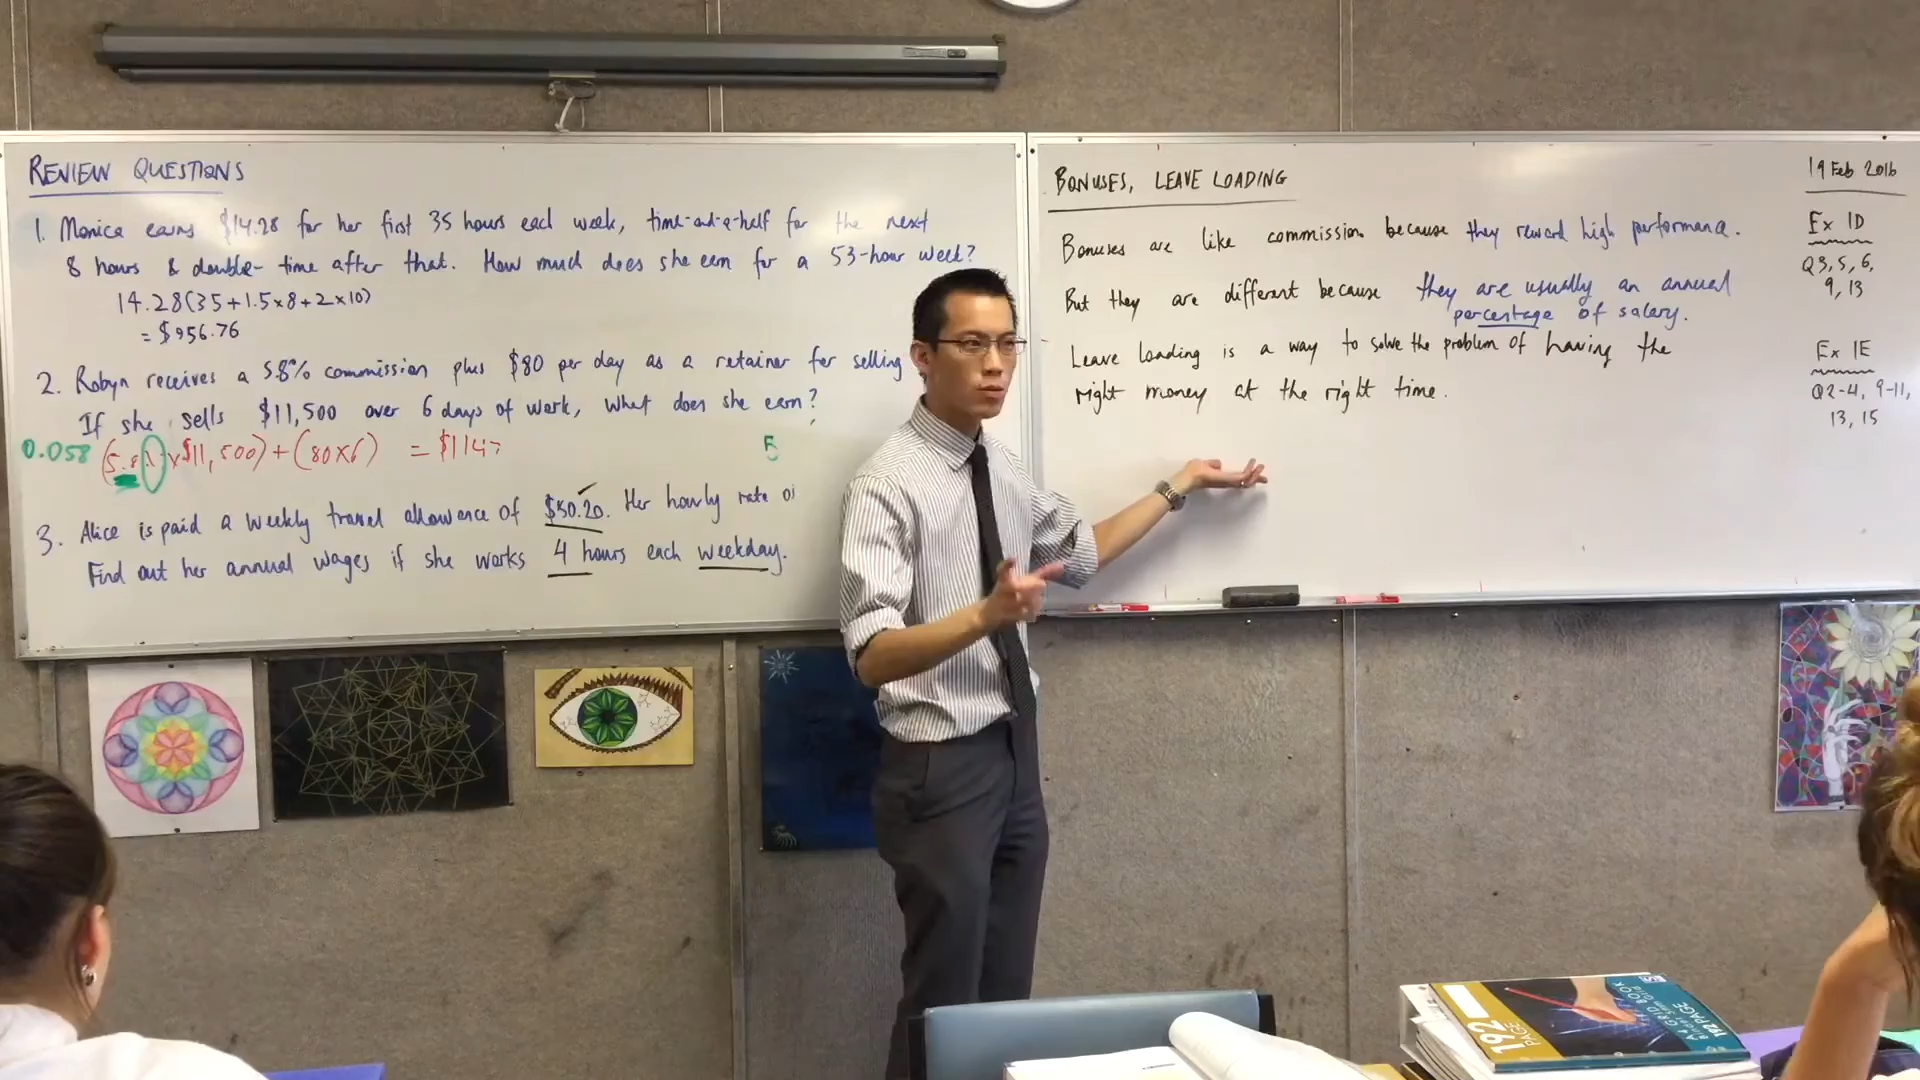 REVIEW QUESTIONS
1. Monica earns $14.28 for her first 35 hours each week, time-and-a-half for the next
8 hours & double-time after that. How much does she earn for a 53-hour week?
14.28(35+1.5×8+2×10)
= $956.76
2. Robyn receives a 5.8% commission plus $80 per day as a retainer for selling
If she sells $11,500 over 6 days of work, what does she earn?
0.058 (5.8% × $11,500) + (80×6) = $1147
3. Alice is paid a weekly travel allowance of $50.20. Her hourly rate
Find out her annual wages if she works 4 hours each weekday.
BONUSES, LEAVE LOADING
Bonuses are like commission because they reward high performance.
But they are different because they are usually an annual
percentage of salary.
Leave loading is a way to solve the problem of having the
right money at the right time.
19 Feb 2016
Ex 1D
Q3, 5, 6,
9, 13
Ex 1E
Q2-4, 9-11,
13, 15
192
PAGE
A4 GRID BOOK
192 PAGE